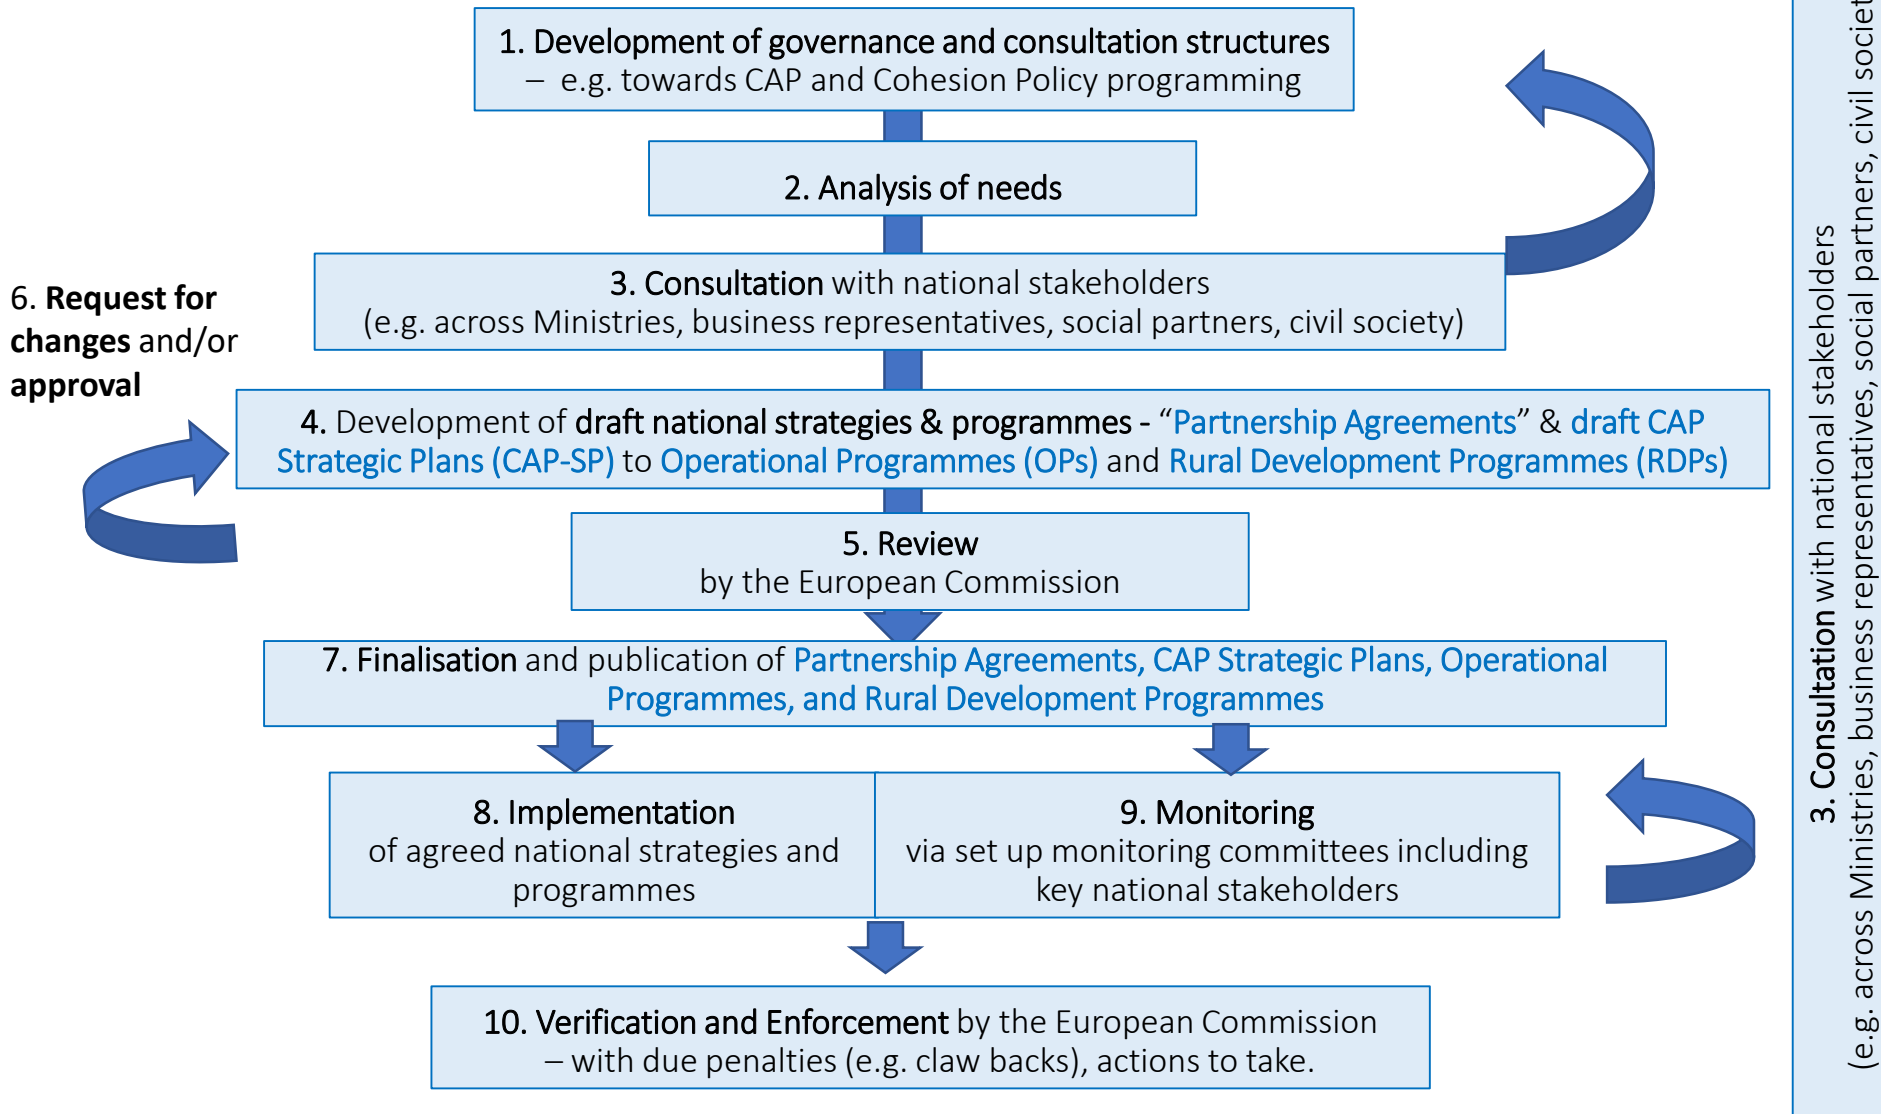 1. Development of governance and consultation structures
– e.g. towards CAP and Cohesion Policy programming
2. Analysis of needs
3. Consultation with national stakeholders
(e.g. across Ministries, business representatives, social partners, civil society)
6. Request for
changes and/or
approval
4. Development of draft national strategies & programmes - “Partnership Agreements” & draft CAP
Strategic Plans (CAP-SP) to Operational Programmes (OPs) and Rural Development Programmes (RDPs)
5. Review
by the European Commission
7. Finalisation and publication of Partnership Agreements, CAP Strategic Plans, Operational
Programmes, and Rural Development Programmes
8. Implementation
of agreed national strategies and
programmes
9. Monitoring
via set up monitoring committees including
key national stakeholders
10. Verification and Enforcement by the European Commission
– with due penalties (e.g. claw backs), actions to take.
3. Consultation with national stakeholders
(e.g. across Ministries, business representatives, social partners, civil societ